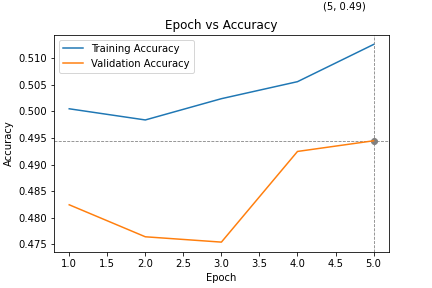 (5, 0.49)
Epoch vs Accuracy
Training Accuracy
Validation Accuracy
Accuracy
0.510
0.505
0.500
0.495
0.490
0.485
0.480
0.475
1.0 1.5 2.0 2.5 3.0 3.5 4.0 4.5 5.0
Epoch